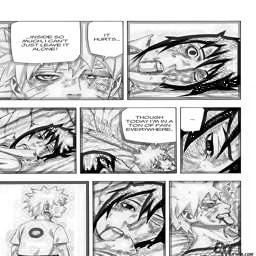 IT
HURTS...
...INSIDE SO
MUCH, I CAN'T
JUST LEAVE IT
ALONE!
...
THOUGH
TODAY I'M IN A
TON OF PAIN
EVERYWHERE.